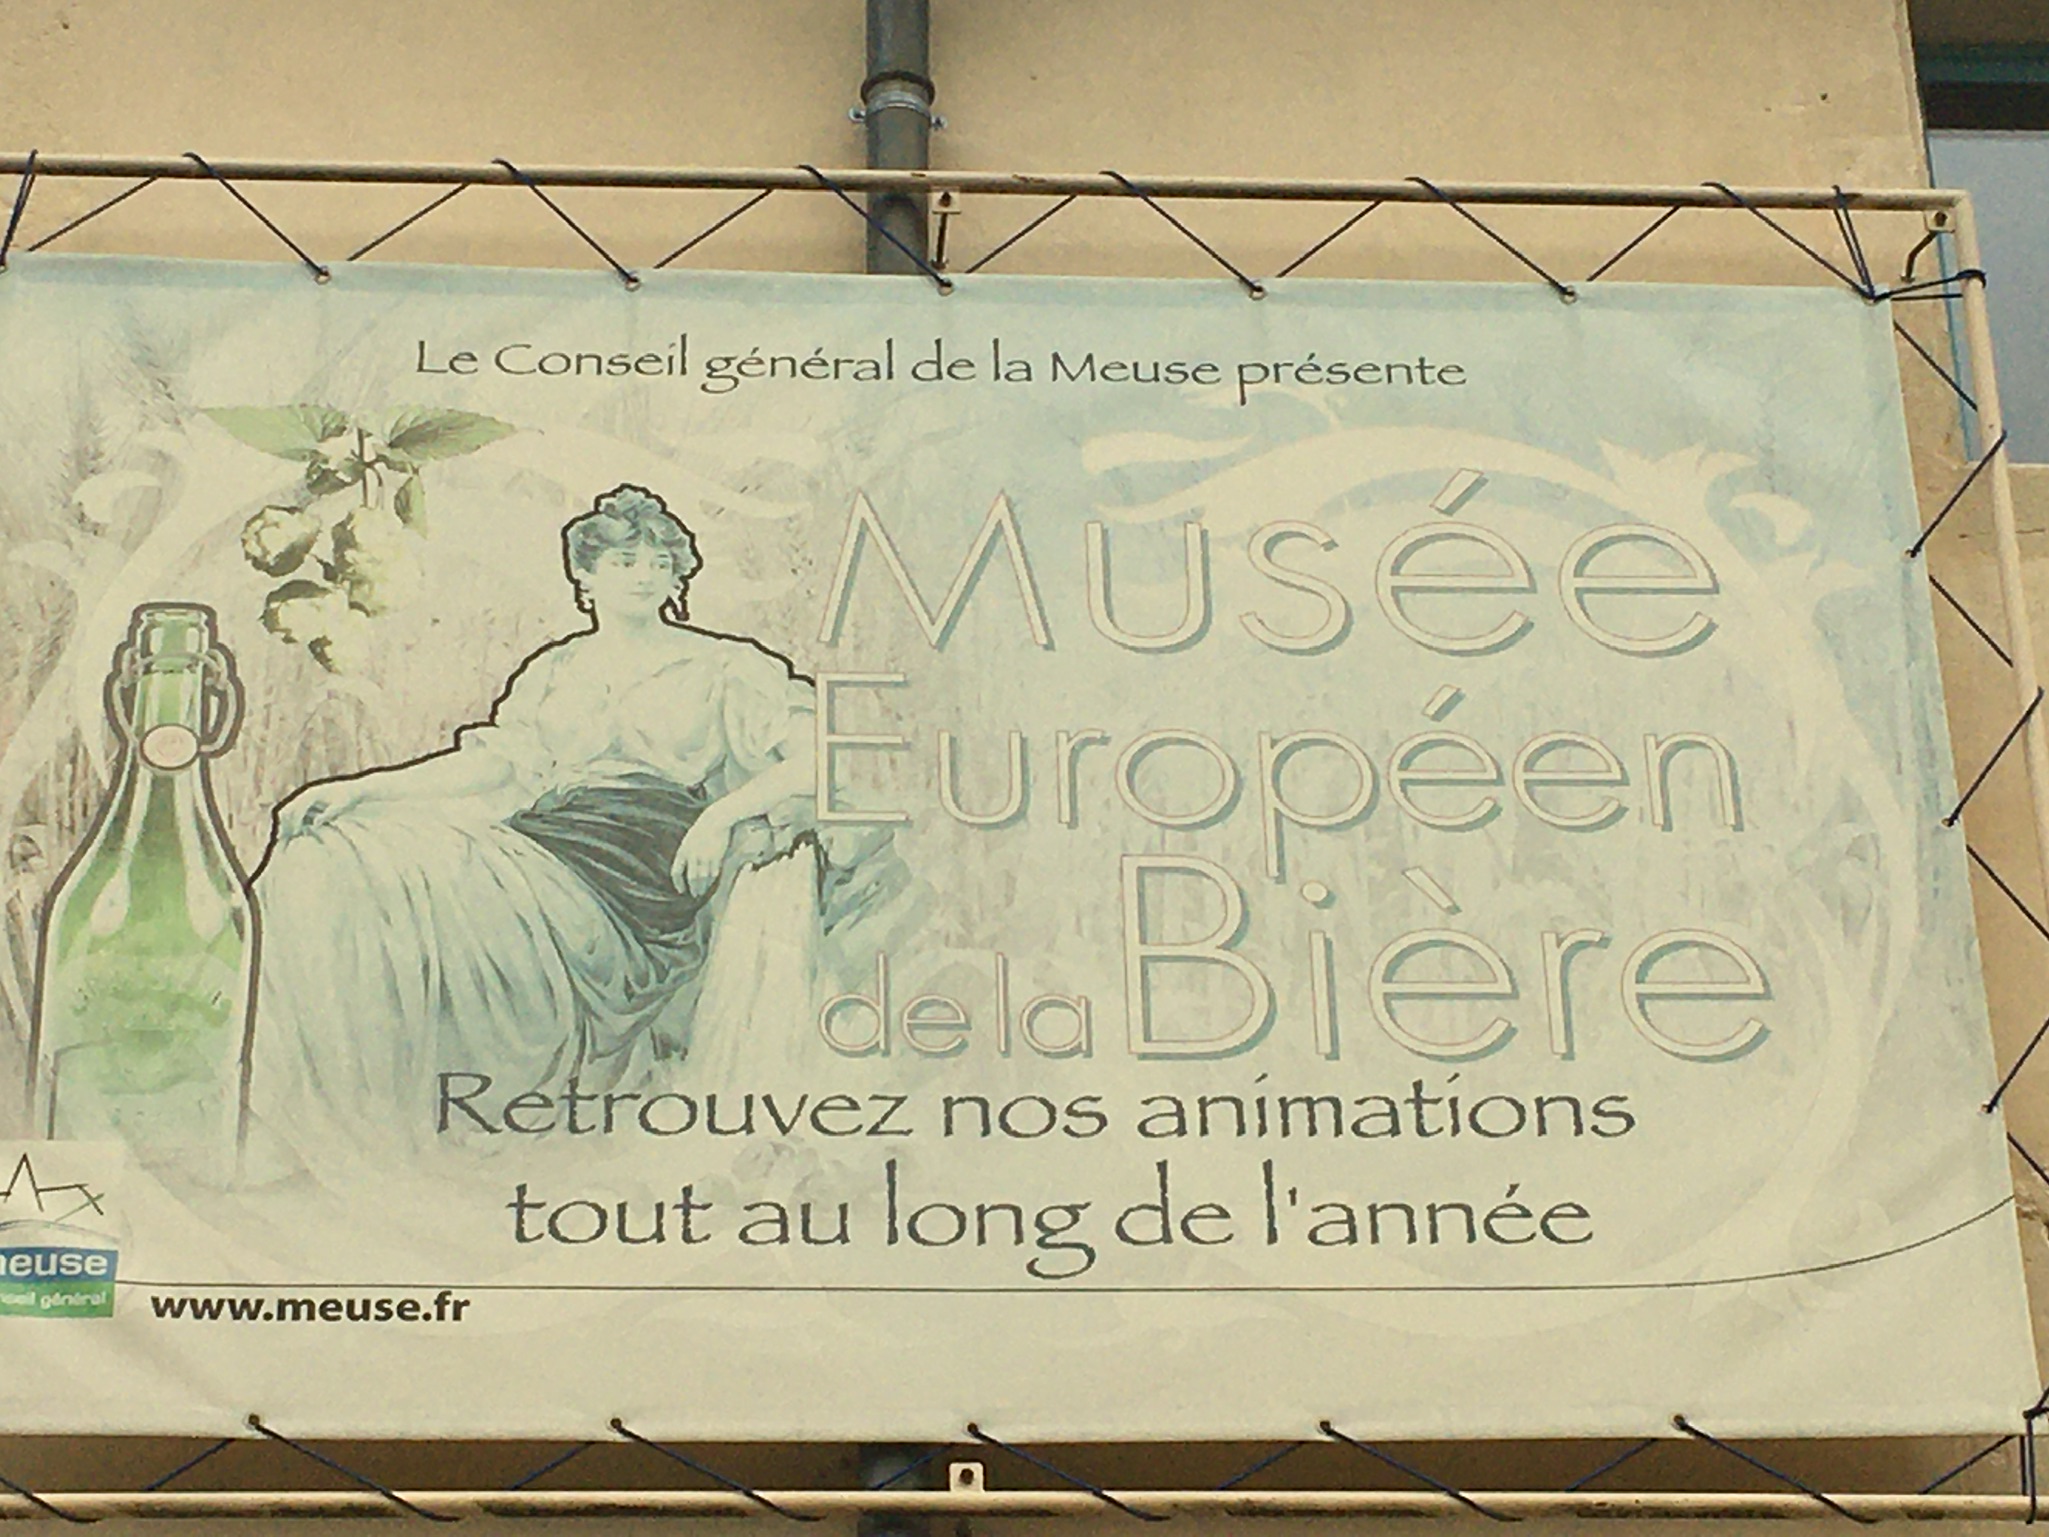 Le Conseil général de la Meuse présente
Musée
Européen
de la Bière
Retrouvez nos animations
tout au long de l'année
meuse
général
www.meuse.fr